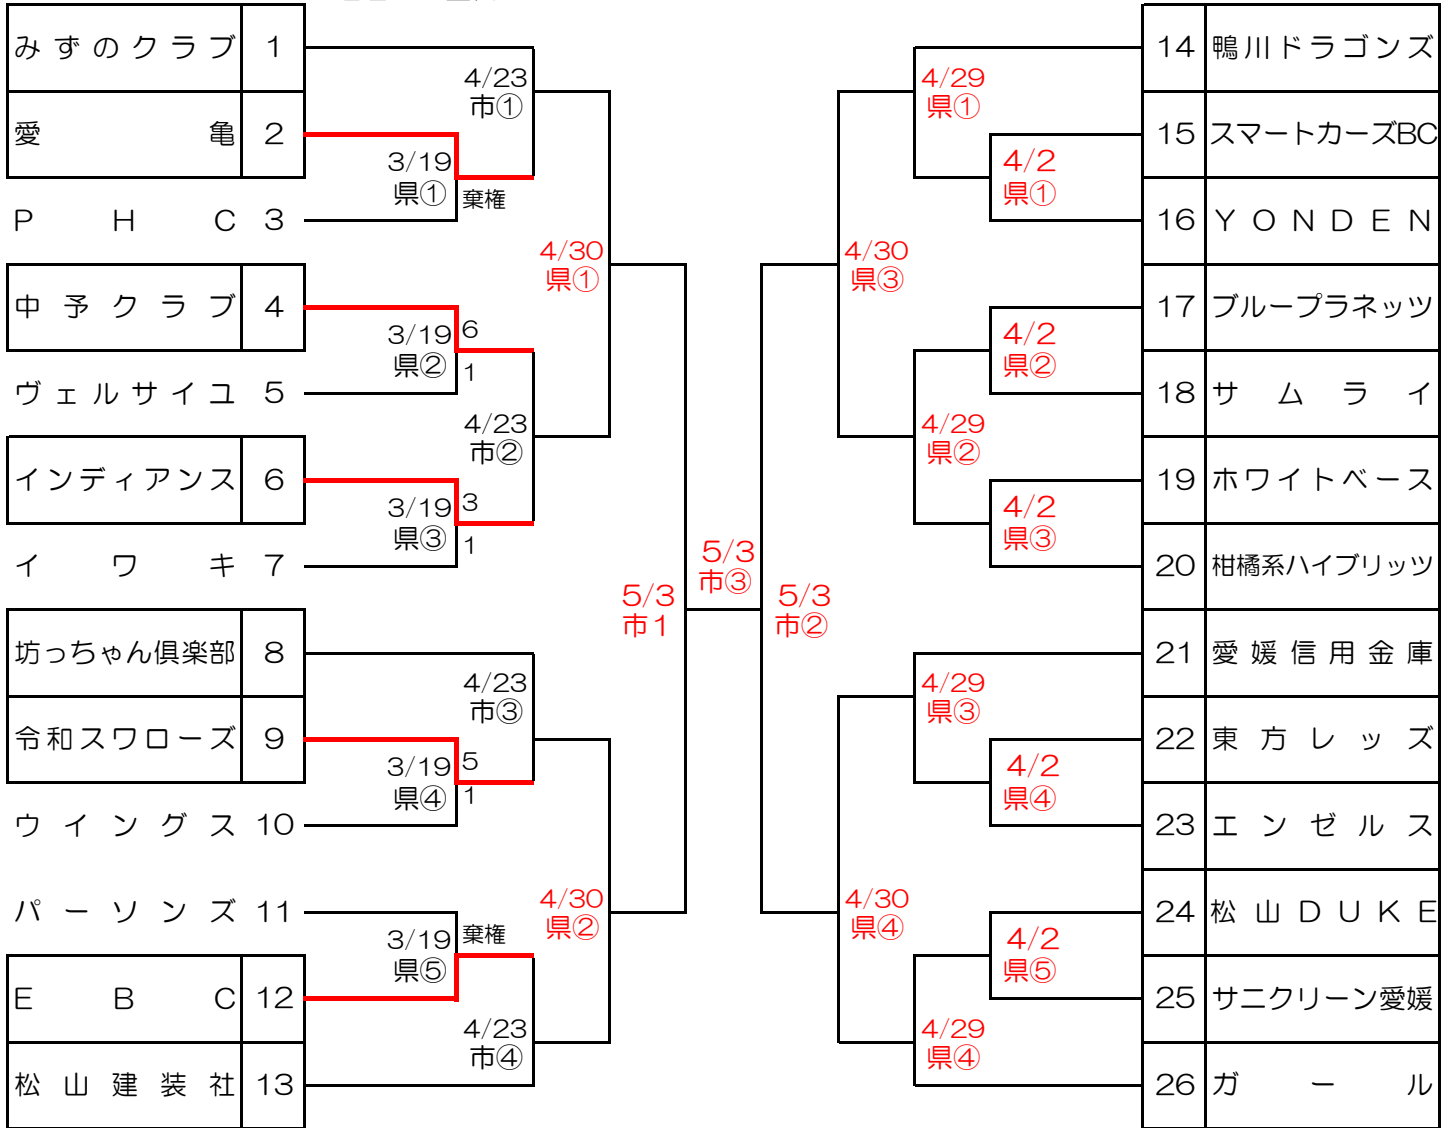 みずのクラブ 1
4/23
市①
愛亀 2
3/19
県①
棄権
PHC 3
4/30
県①
中予クラブ 4
3/19
県②
6
1
ヴェルサイユ 5
4/23
市②
インディアンス 6
3/19
県③
3
1
イワキ 7
5/3
市1
坊っちゃん倶楽部 8
4/23
市③
令和スワローズ 9
3/19
県④
5
1
ウイングス 10
パーソンズ 11
4/30
県②
3/19
県⑤
棄権
EBC 12
4/23
市④
松山建装社 13
5/3
市③
5/3
市②
14 鴨川ドラゴンズ
4/29
県①
15 スマートカーズBC
4/2
県①
16 YONDEN
4/30
県③
17 ブループラネッツ
4/2
県②
18 サムライ
4/29
県②
19 ホワイトベース
4/2
県③
20 柑橘系ハイブリッツ
21 愛媛信用金庫
4/29
県③
22 東方レッズ
4/2
県④
23 エンゼルス
4/30
県④
24 松山DUKE
4/2
県⑤
25 サニクリーン愛媛
4/29
県④
26 ガール